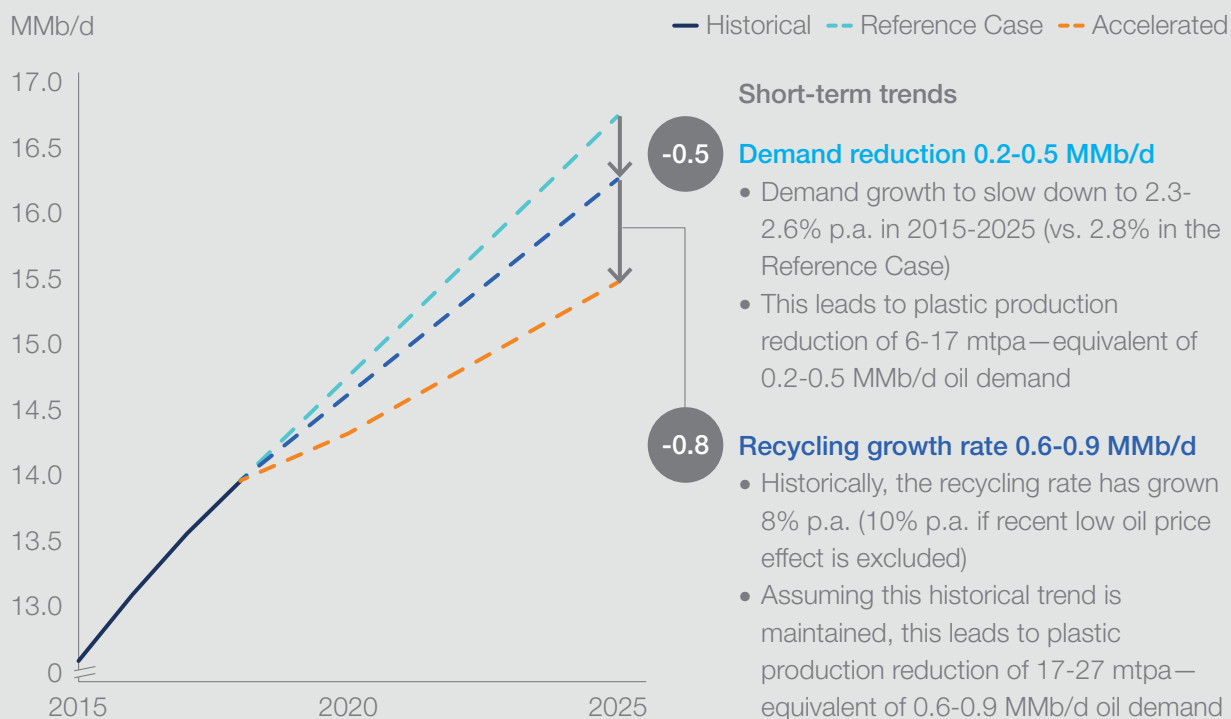 MMb/d
Historical Reference Case Accelerated
17.0
16.5
16.0
15.5
15.0
14.5
14.0
13.5
13.0
0
2015 2020 2025
-0.5
-0.8
Short-term trends
Demand reduction 0.2-0.5 MMb/d
• Demand growth to slow down to 2.3-
2.6% p.a. in 2015-2025 (vs. 2.8% in the
Reference Case)
• This leads to plastic production
reduction of 6-17 mtpa—equivalent of
0.2-0.5 MMb/d oil demand
Recycling growth rate 0.6-0.9 MMb/d
• Historically, the recycling rate has grown
8% p.a. (10% p.a. if recent low oil price
effect is excluded)
• Assuming this historical trend is
maintained, this leads to plastic
production reduction of 17-27 mtpa—
equivalent of 0.6-0.9 MMb/d oil demand